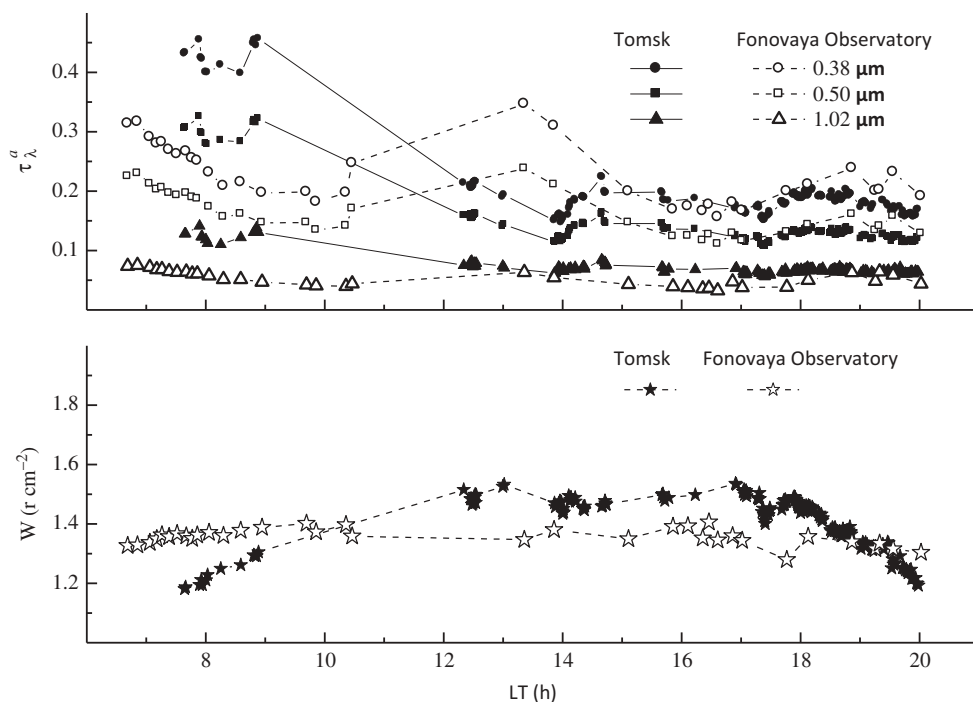 Tomsk Fonovaya Observatory
0.38 μm
0.50 μm
1.02 μm
0.4
0.3
0.2
0.1
τ^a_λ
Tomsk Fonovaya Observatory
1.8
1.6
1.4
1.2
W (r cm−2)
8 10 12 14 16 18 20
LT (h)